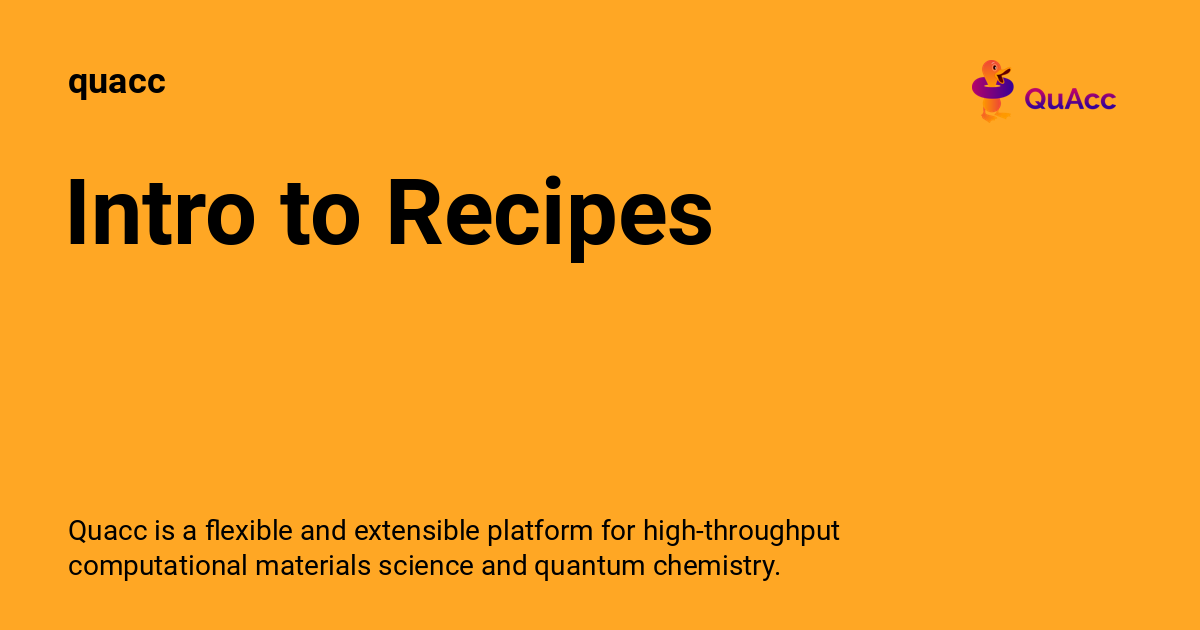 quacc
QuAcc
Intro to Recipes
Quacc is a flexible and extensible platform for high-throughput
computational materials science and quantum chemistry.